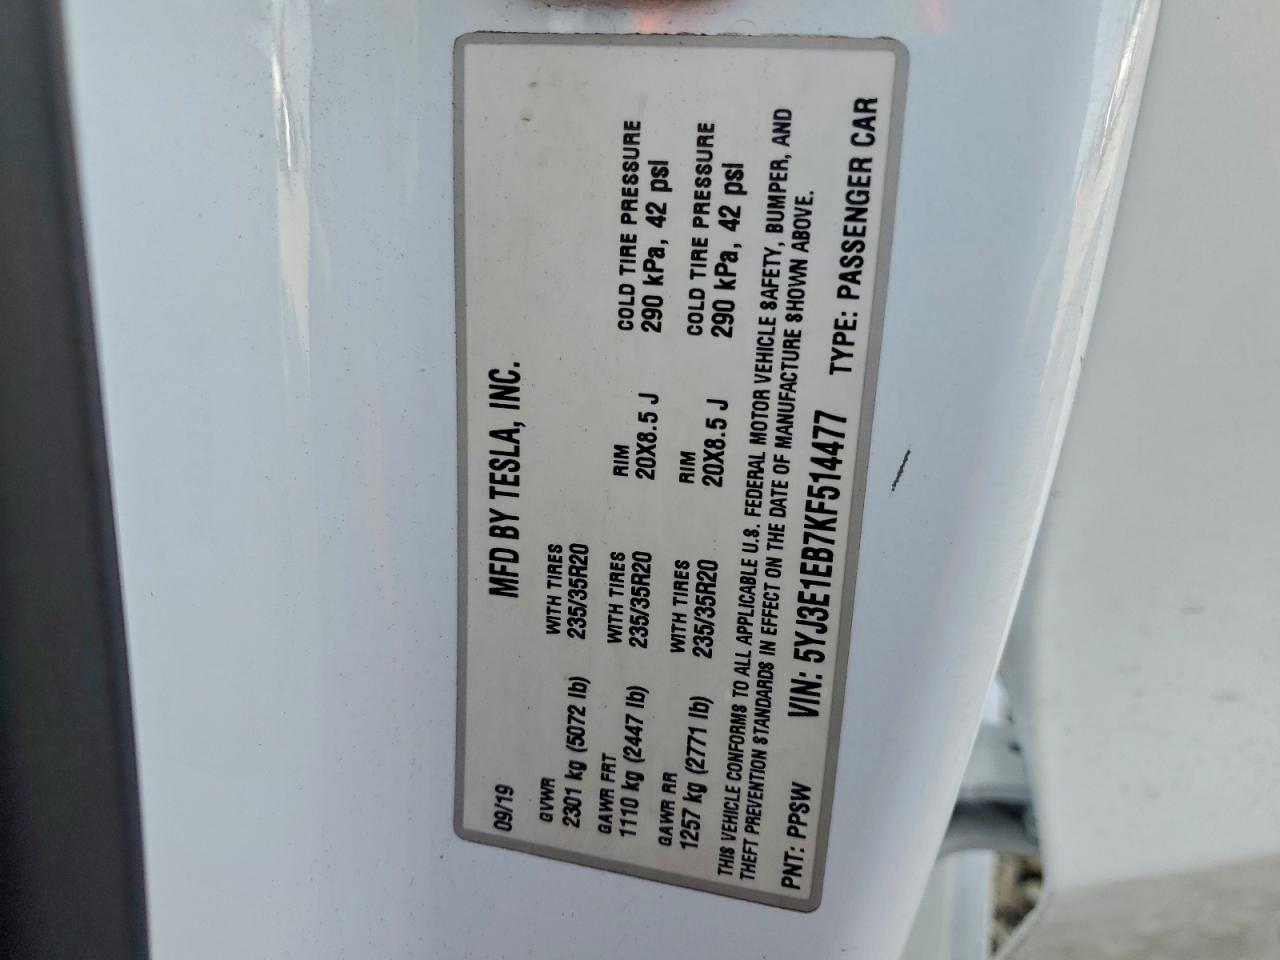 MFD BY TESLA, INC.
09/19
GVWR
2301 kg (5072 lb)
WITH TIRES
235/35R20
GAWR FRT
1110 kg (2447 lb)
WITH TIRES
235/35R20
RIM
20X8.5 J
COLD TIRE PRESSURE
290 kPa, 42 psi
GAWR RR
1257 kg (2771 lb)
WITH TIRES
235/35R20
RIM
20X8.5 J
COLD TIRE PRESSURE
290 kPa, 42 psi
THIS VEHICLE CONFORMS TO ALL APPLICABLE U.S. FEDERAL MOTOR VEHICLE SAFETY, BUMPER, AND
THEFT PREVENTION STANDARDS IN EFFECT ON THE DATE OF MANUFACTURE SHOWN ABOVE.
PNT: PPSW VIN: 5YJ3E1EB7KF514477 TYPE: PASSENGER CAR